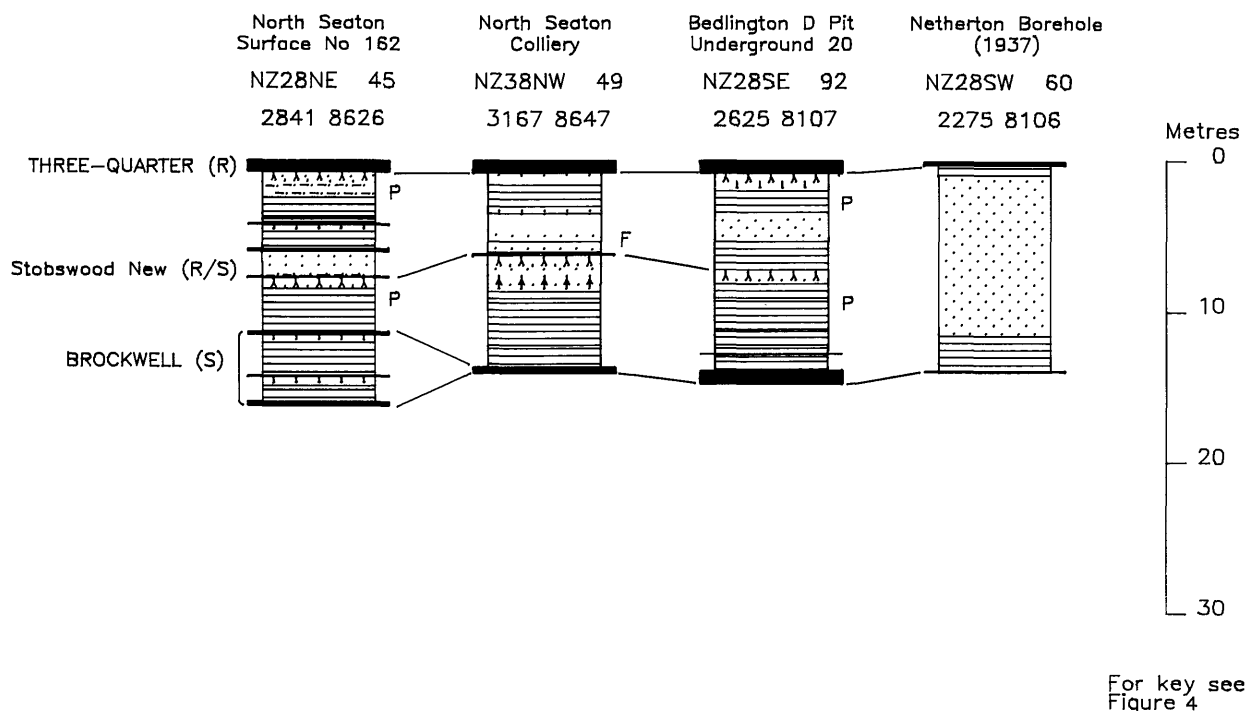 North Seaton
Surface No 162
NZ28NE 45
2841 8626
North Seaton
Colliery
NZ38NW 49
3167 8647
Bedlington D Pit
Underground 20
NZ28SE 92
2625 8107
Netherton Borehole
(1937)
NZ28SW 60
2275 8106
Metres
0
10
20
30
THREE-QUARTER (R)
P
Stobswood New (R/S)
P
BROCKWELL (S)
F
P
P
For key see
Figure 4